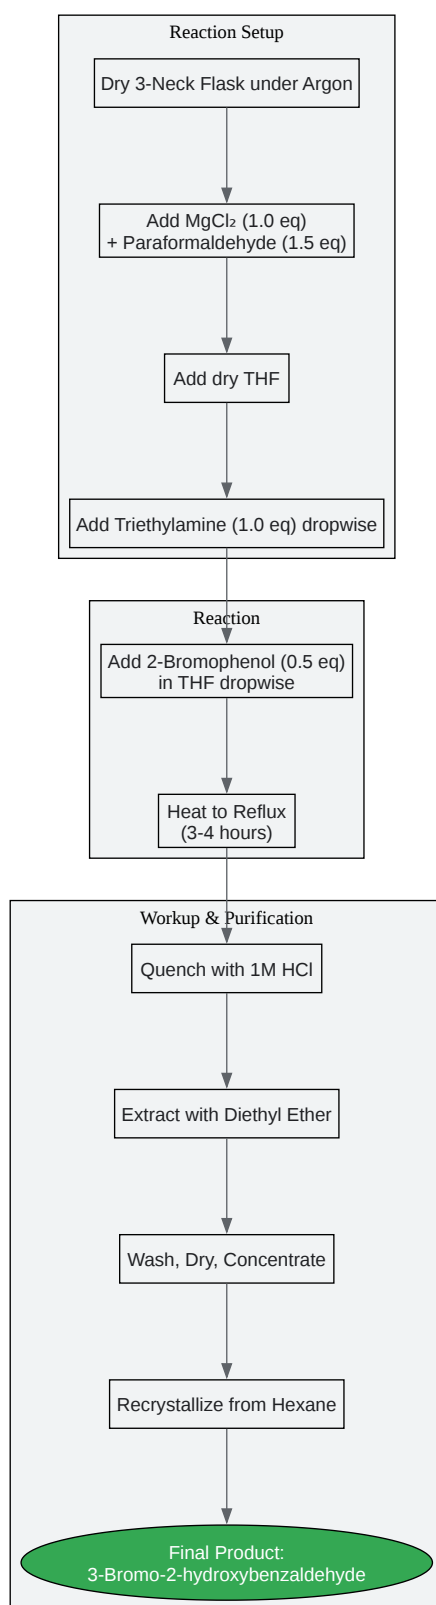 Reaction Setup
Dry 3-Neck Flask under Argon
Add MgCl₂ (1.0 eq)
+ Paraformaldehyde (1.5 eq)
Add dry THF
Add Triethylamine (1.0 eq) dropwise
Reaction
Add 2-Bromophenol (0.5 eq)
in THF dropwise
Heat to Reflux
(3-4 hours)
Workup & Purification
Quench with 1M HCl
Extract with Diethyl Ether
Wash, Dry, Concentrate
Recrystallize from Hexane
Final Product:
3-Bromo-2-hydroxybenzaldehyde